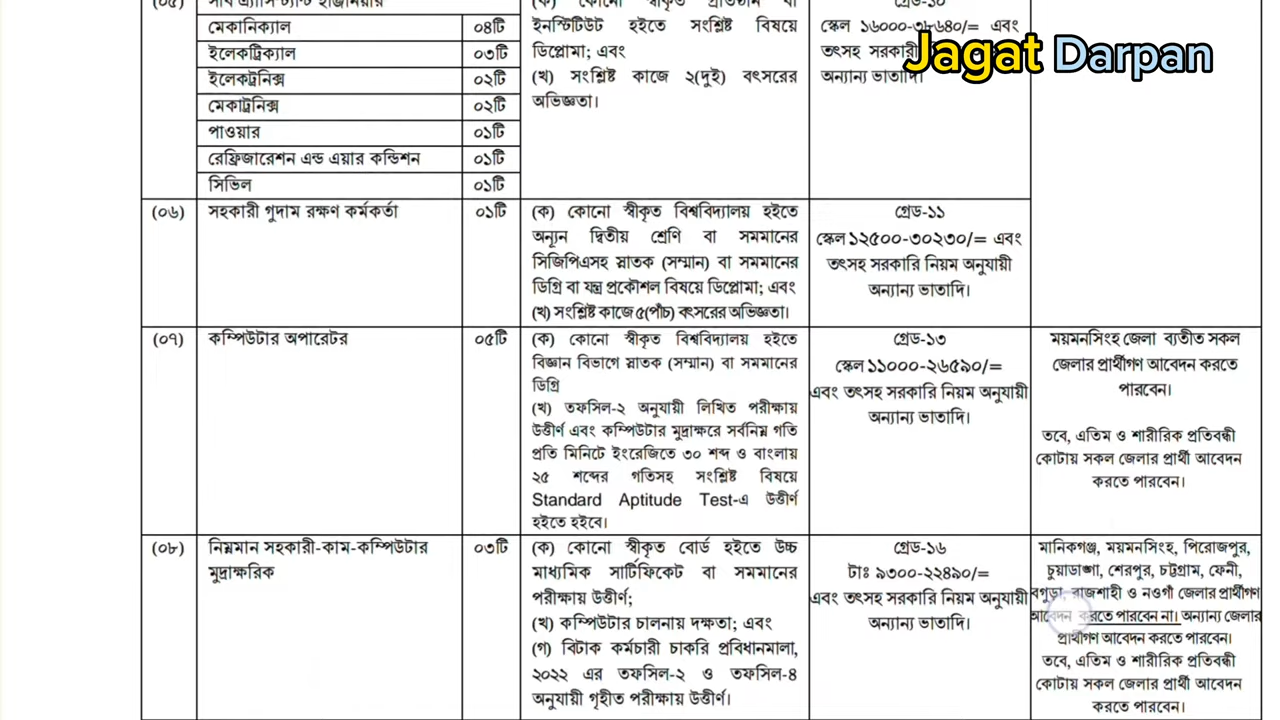 (০৫) সাব এ্যাসিস্ট্যান্ট ইঞ্জিনিয়ার
মেকানিক্যাল ০৪টি
ইলেকট্রিক্যাল ০৩টি
ইলেকট্রনিক্স ০২টি
মেকাট্রনিক্স ০২টি
পাওয়ার ০১টি
রেফ্রিজারেশন এন্ড এয়ার কন্ডিশন ০১টি
সিভিল ০১টি
(ক) কোনো স্বীকৃত প্রতিষ্ঠান বা
ইনস্টিটিউট হইতে সংশ্লিষ্ট বিষয়ে
ডিপ্লোমা; এবং
(খ) সংশ্লিষ্ট কাজে ২(দুই) বৎসরের
অভিজ্ঞতা।
গ্রেড-১০
স্কেল ১৬০০০-৩৮৬৪০/= এবং
তৎসহ সরকারী
অন্যান্য ভাতাদি।
Jagat Darpan
(০৬) সহকারী গুদাম রক্ষণ কর্মকর্তা ০১টি
(ক) কোনো স্বীকৃত বিশ্ববিদ্যালয় হইতে
অন্যূন দ্বিতীয় শ্রেণি বা সমমানের
সিজিপিএসহ স্নাতক (সম্মান) বা সমমানের
ডিগ্রি বা যন্ত্র প্রকৌশল বিষয়ে ডিপ্লোমা; এবং
(খ) সংশ্লিষ্ট কাজে ৫(পাঁচ) বৎসরের অভিজ্ঞতা।
গ্রেড-১১
স্কেল ১২৫০০-৩০২৩০/= এবং
তৎসহ সরকারি নিয়ম অনুযায়ী
অন্যান্য ভাতাদি।
(০৭) কম্পিউটার অপারেটর ০৫টি
(ক) কোনো স্বীকৃত বিশ্ববিদ্যালয় হইতে
বিজ্ঞান বিভাগে স্নাতক (সম্মান) বা সমমানের
ডিগ্রি
(খ) তফসিল-২ অনুযায়ী লিখিত পরীক্ষায়
উত্তীর্ণ এবং কম্পিউটার মুদ্রাক্ষরে সর্বনিম্ন গতি
প্রতি মিনিটে ইংরেজিতে ৩০ শব্দ ও বাংলায়
২৫ শব্দের গতিসহ সংশ্লিষ্ট বিষয়ে
Standard Aptitude Test-এ উত্তীর্ণ
হইতে হইবে।
গ্রেড-১৩
স্কেল ১১০০০-২৬৫৯০/=
এবং তৎসহ সরকারি নিয়ম অনুযায়ী
অন্যান্য ভাতাদি।
ময়মনসিংহ জেলা ব্যতীত সকল
জেলার প্রার্থীগণ আবেদন করতে
পারবেন।
তবে, এতিম ও শারীরিক প্রতিবন্ধী
কোটায় সকল জেলার প্রার্থী আবেদন
করতে পারবেন।
(০৮) নিম্নমান সহকারী-কাম-কম্পিউটার
মুদ্রাক্ষরিক
০৩টি
(ক) কোনো স্বীকৃত বোর্ড হইতে উচ্চ
মাধ্যমিক সার্টিফিকেট বা সমমানের
পরীক্ষায় উত্তীর্ণ;
(খ) কম্পিউটার চালনায় দক্ষতা; এবং
(গ) বিটাক কর্মচারী চাকরি প্রবিধানমালা,
২০২২ এর তফসিল-২ ও তফসিল-৪
অনুযায়ী গৃহীত পরীক্ষায় উত্তীর্ণ।
গ্রেড-১৬
টাঃ ৯৩০০-২২৪৯০/=
এবং তৎসহ সরকারি নিয়ম অনুযায়ী
অন্যান্য ভাতাদি।
মানিকগঞ্জ, ময়মনসিংহ, পিরোজপুর,
চুয়াডাঙ্গা, শেরপুর, চট্টগ্রাম, ফেনী,
বগুড়া, রাজশাহী ও নওগাঁ জেলার প্রার্থীগণ
আবেদন করতে পারবেন না। অন্যান্য জেলার
প্রার্থীগণ আবেদন করতে পারবেন।
তবে, এতিম ও শারীরিক প্রতিবন্ধী
কোটায় সকল জেলার প্রার্থী আবেদন
করতে পারবেন।